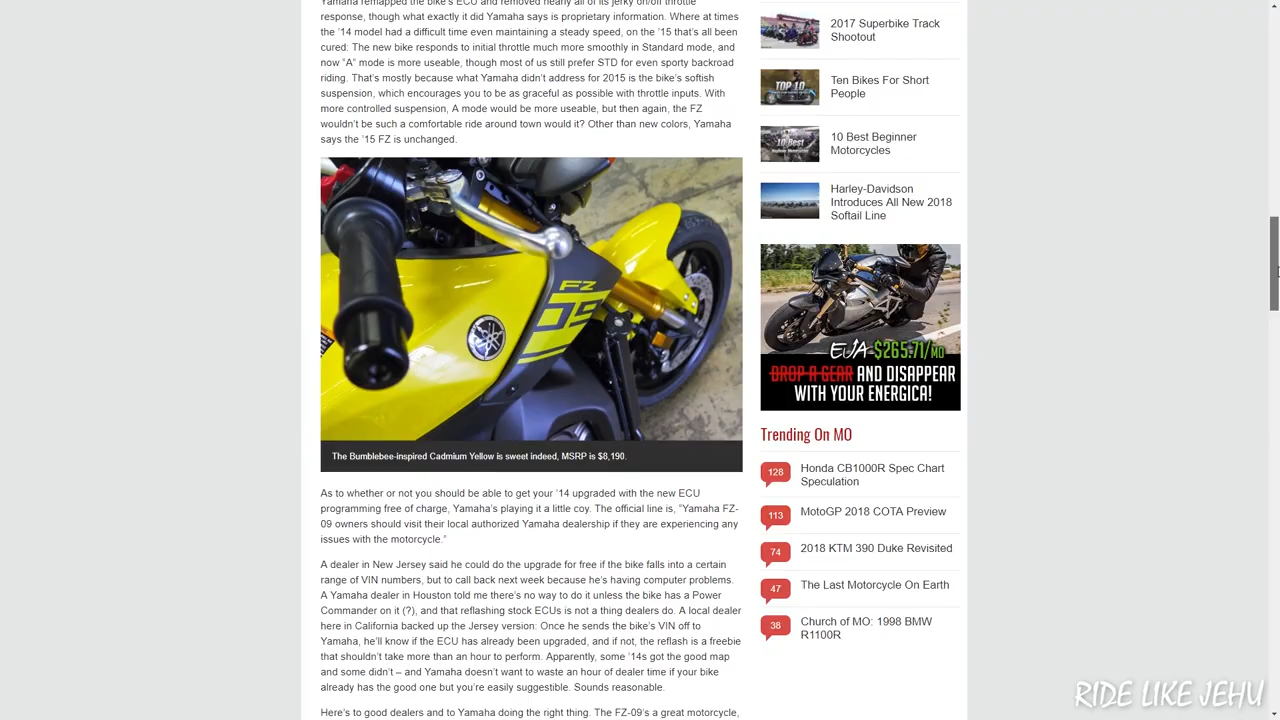 Yamaha remapped the bike's ECU and removed nearly all of its jerky on/off throttle
response, though what exactly it did Yamaha says is proprietary information. Where at times
the '14 model had a difficult time even maintaining a steady speed, on the '15 that's all been
cured: The new bike responds to initial throttle much more smoothly in Standard mode, and
now "A" mode is more useable, though most of us still prefer STD for even sporty backroad
riding. That's mostly because what Yamaha didn't address for 2015 is the bike's softish
suspension, which encourages you to be as graceful as possible with throttle inputs. With
more controlled suspension, A mode would be more useable, but then again, the FZ
wouldn't be such a comfortable ride around town would it? Other than new colors, Yamaha
says the '15 FZ is unchanged.
FZ
09
The Bumblebee-inspired Cadmium Yellow is sweet indeed, MSRP is $8,190.
As to whether or not you should be able to get your '14 upgraded with the new ECU
programming free of charge, Yamaha's playing it a little coy. The official line is, "Yamaha FZ-
09 owners should visit their local authorized Yamaha dealership if they are experiencing any
issues with the motorcycle."
A dealer in New Jersey said he could do the upgrade for free if the bike falls into a certain
range of VIN numbers, but to call back next week because he's having computer problems.
A Yamaha dealer in Houston told me there's no way to do it unless the bike has a Power
Commander on it (?), and that reflashing stock ECUs is not a thing dealers do. A local dealer
here in California backed up the Jersey version: Once he sends the bike's VIN off to
Yamaha, he'll know if the ECU has already been upgraded, and if not, the reflash is a freebie
that shouldn't take more than an hour to perform. Apparently, some '14s got the good map
and some didn't – and Yamaha doesn't want to waste an hour of dealer time if your bike
already has the good one but you're easily suggestible. Sounds reasonable.
Here's to good dealers and to Yamaha doing the right thing. The FZ-09's a great motorcycle,
2017 Superbike Track
Shootout
TOP 10
Ten Bikes For Short
People
10 Best
10 Best Beginner
Motorcycles
Harley-Davidson
Introduces All New 2018
Softail Line
EVA $265.71/MO
DROP A GEAR AND DISAPPEAR
WITH YOUR ENERGICA!
Trending On MO
128
Honda CB1000R Spec Chart
Speculation
113
MotoGP 2018 COTA Preview
74
2018 KTM 390 Duke Revisited
47
The Last Motorcycle On Earth
38
Church of MO: 1998 BMW
R1100R
RIDE LIKE JEHU